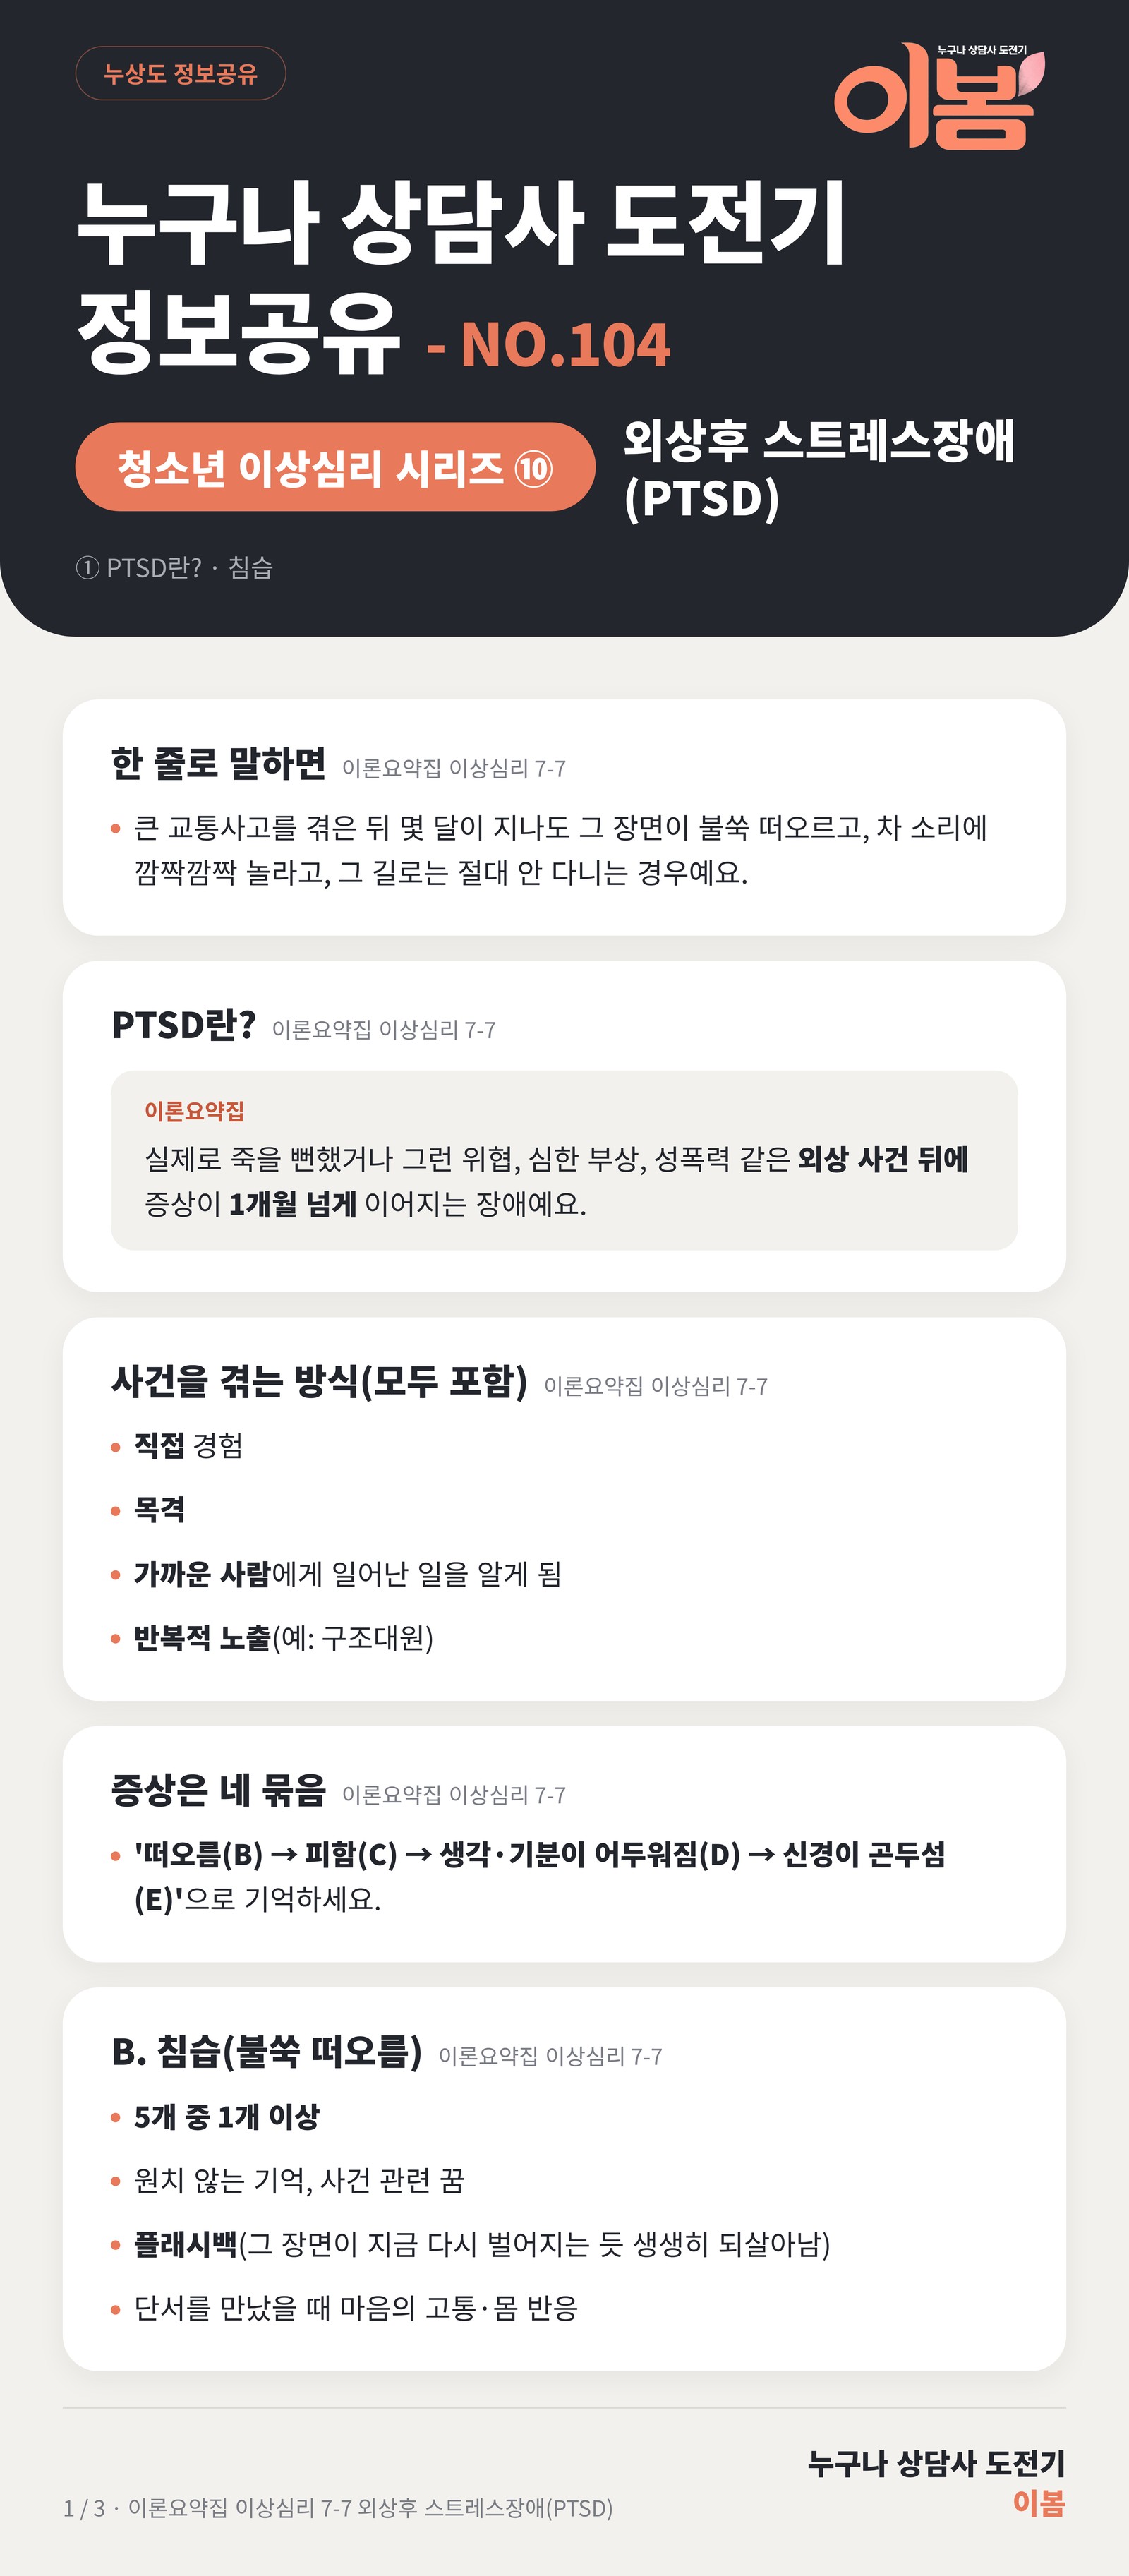 누상도 정보공유
누구나 상담사 도전기
이봄
누구나 상담사 도전기
정보공유 - NO.104
청소년 이상심리 시리즈 ⑩
외상후 스트레스장애
(PTSD)
① PTSD란? · 침습
한 줄로 말하면 이론요약집 이상심리 7-7
• 큰 교통사고를 겪은 뒤 몇 달이 지나도 그 장면이 불쑥 떠오르고, 차 소리에
깜짝깜짝 놀라고, 그 길로는 절대 안 다니는 경우예요.
PTSD란? 이론요약집 이상심리 7-7
이론요약집
실제로 죽을 뻔했거나 그런 위협, 심한 부상, 성폭력 같은 외상 사건 뒤에
증상이 1개월 넘게 이어지는 장애예요.
사건을 겪는 방식(모두 포함) 이론요약집 이상심리 7-7
• 직접 경험
• 목격
• 가까운 사람에게 일어난 일을 알게 됨
• 반복적 노출(예: 구조대원)
증상은 네 묶음 이론요약집 이상심리 7-7
• '떠오름(B) → 피함(C) → 생각·기분이 어두워짐(D) → 신경이 곤두섬
(E)'으로 기억하세요.
B. 침습(불쑥 떠오름) 이론요약집 이상심리 7-7
• 5개 중 1개 이상
• 원치 않는 기억, 사건 관련 꿈
• 플래시백(그 장면이 지금 다시 벌어지는 듯 생생히 되살아남)
• 단서를 만났을 때 마음의 고통·몸 반응
누구나 상담사 도전기
1 / 3 · 이론요약집 이상심리 7-7 외상후 스트레스장애(PTSD)
이봄